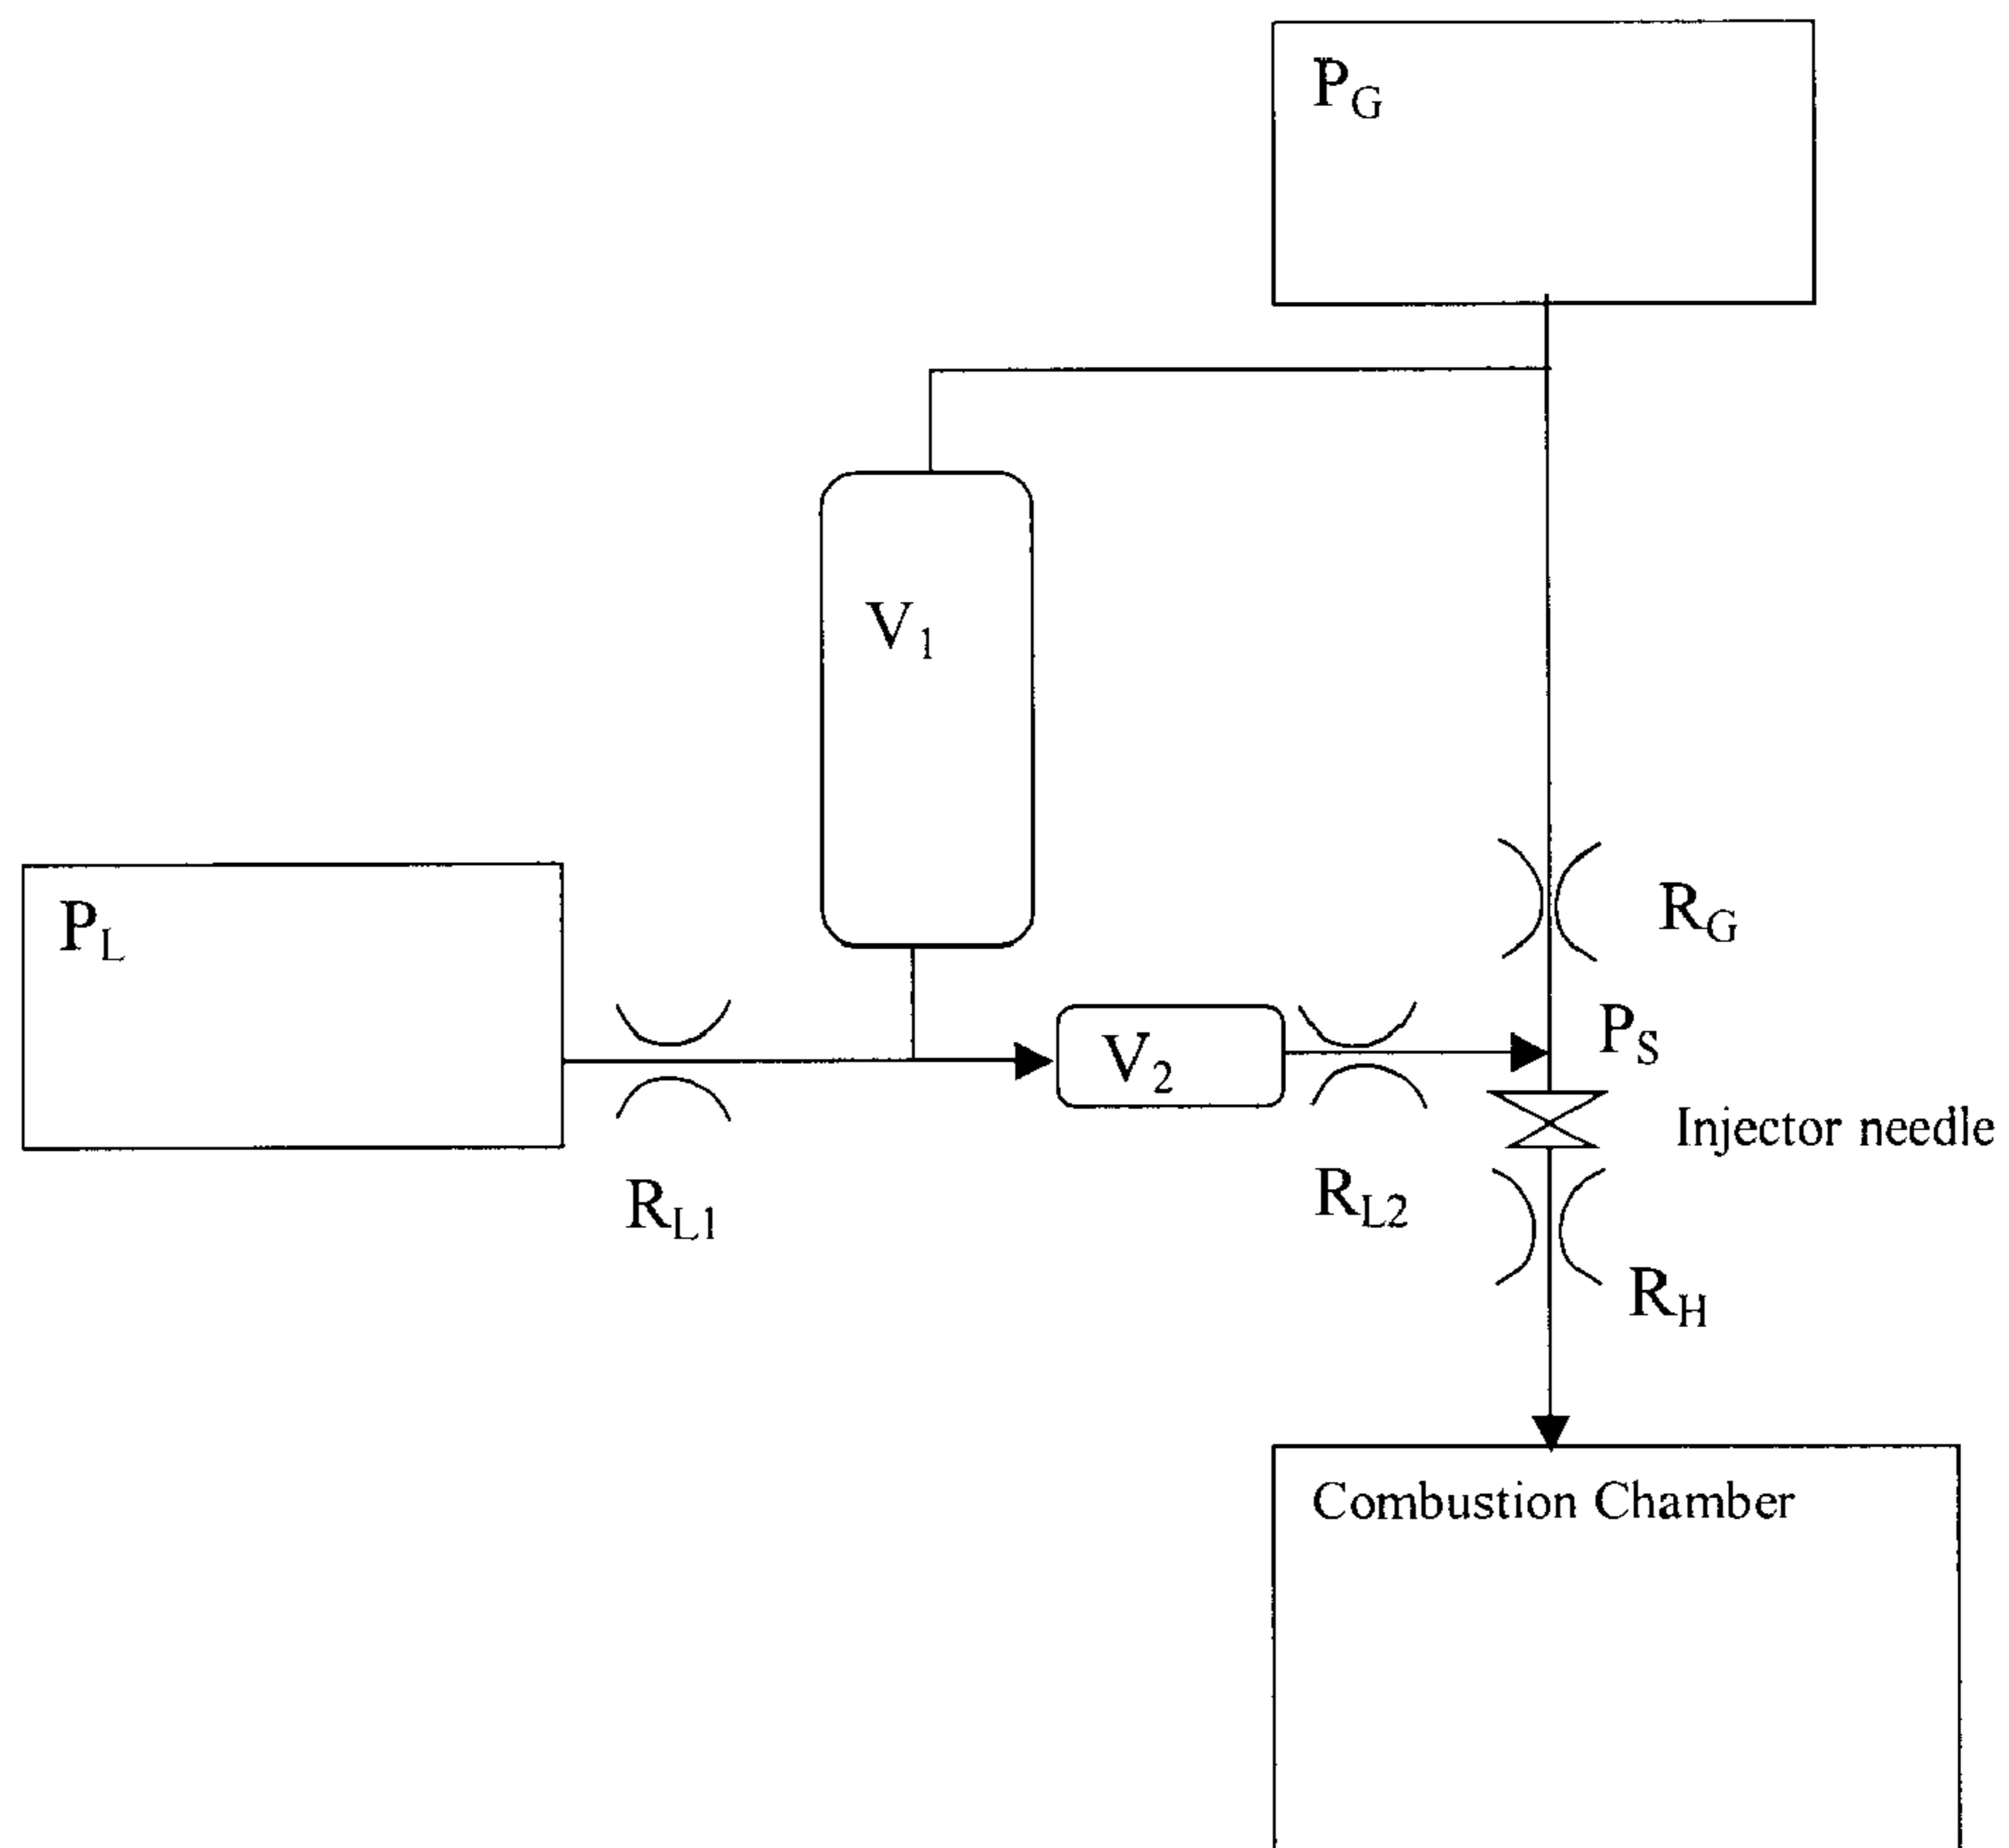 P_G
V_1
P_L
R_G
P_S
V_2
Injector needle
R_L1
R_L2
R_H
Combustion Chamber